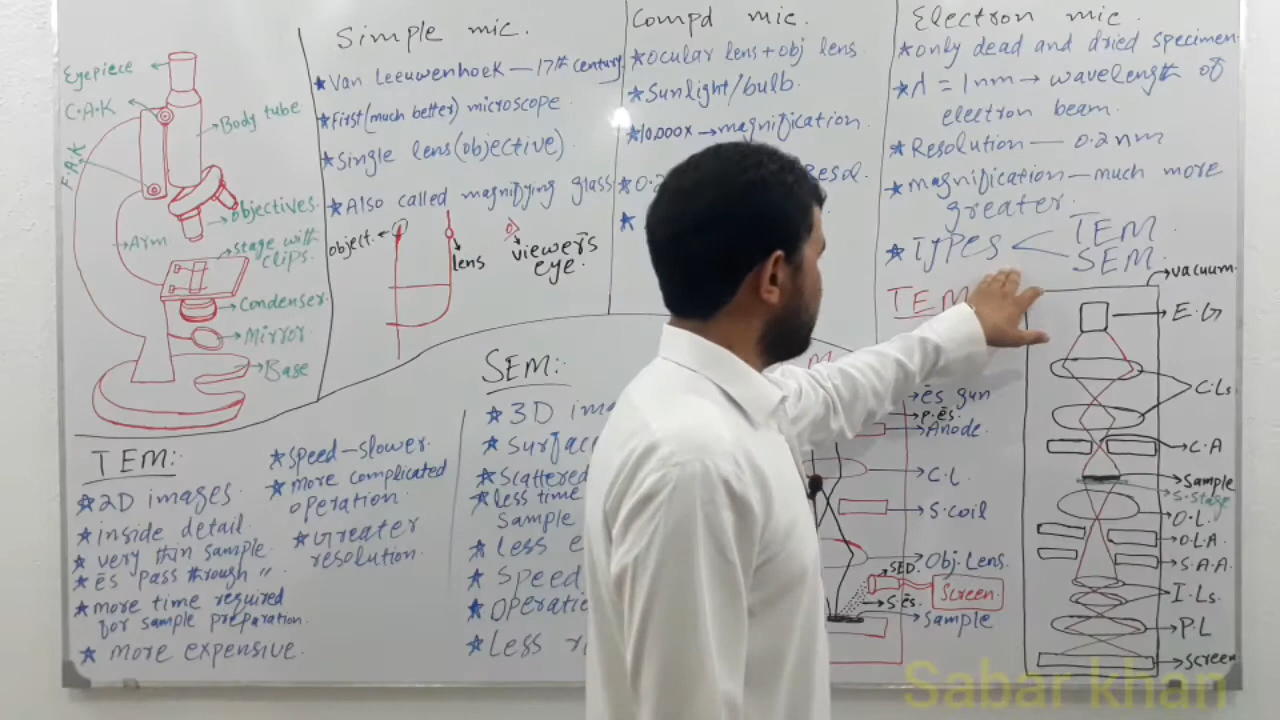 Simple mic.
★Van Leeuwenhoek—17th century
★First (much better) microscope
★Single lens (objective)
★Also called magnifying glass
object.
lens
viewer's
eye.
Compd mic.
★ocular lens + obj lens
★Sunlight/bulb.
★10,000x→magnification
★0.2
Resol.
★
Electron mic.
★only dead and dried specimen
★λ = 1nm→wavelength of
electron beam.
★Resolution— 0.2nm
★magnification—much more
greater.
★Types
TEM
SEM
Eyepiece
C.A.K
Body tube
F.A.K
objectives.
Arm
stage with
clips.
Condenser.
Mirror.
Base
TEM:
★2D images.
★inside detail.
★very thin sample.
★ēs pass through "
★more time required
for sample preparation.
★ more expensive.
★speed—slower.
★more complicated
operation.
★Greater
resolution.
SEM:
★3D
★
★Scattered
★less time
sample
★Less
★Speed
★
★Less
ēs gun
P.ēs.
Anode.
C.L
S.coil
Obj.Lens.
SED.
Screen
S.ēs.
Sample
TEM
vacuum.
E.G
C.Ls
C.A
Sample
S.stage
O.L.
O.L.A.
S.A.A.
I.Ls.
P.L
screen
Sabar khan